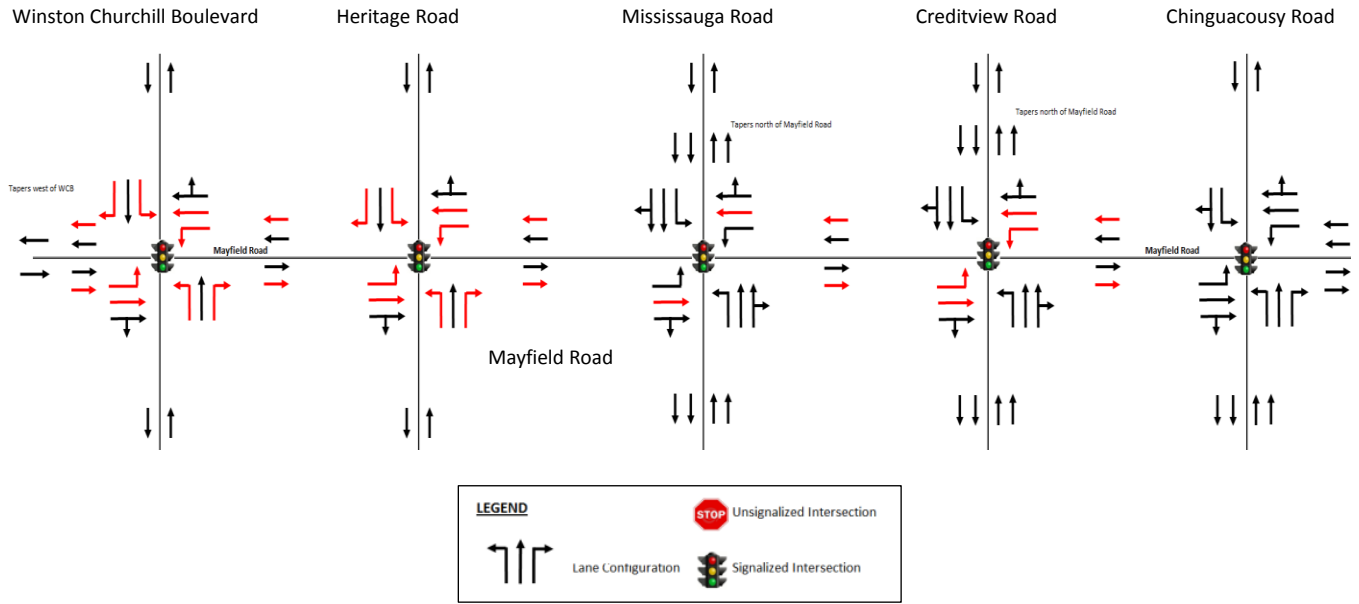 Winston Churchill Boulevard
Heritage Road
Mississauga Road
Creditview Road
Chinguacousy Road
Tapers north of Mayfield Road
Tapers north of Mayfield Road
Tapers west of WCB
Mayfield Road
Mayfield Road
Mayfield Road
LEGEND
STOP
Unsignalized Intersection
Lane Configuration
Signalized Intersection